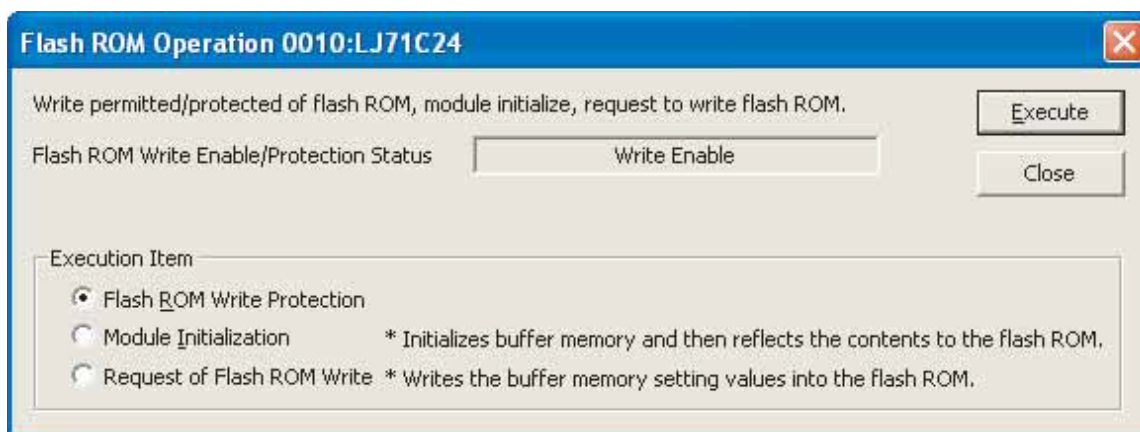 Flash ROM Operation 0010:LJ71C24
Write permitted/protected of flash ROM, module initialize, request to write flash ROM.
Execute
Flash ROM Write Enable/Protection Status
Write Enable
Close
Execution Item
Flash ROM Write Protection
Module Initialization * Initializes buffer memory and then reflects the contents to the flash ROM.
Request of Flash ROM Write * Writes the buffer memory setting values into the flash ROM.